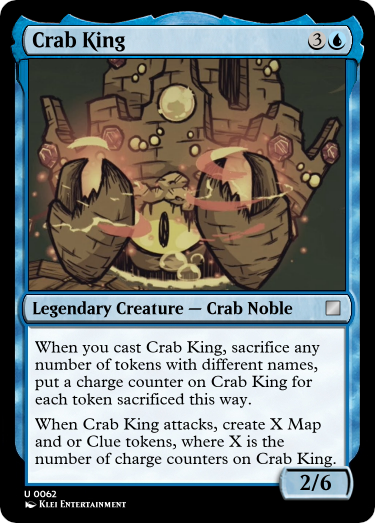 Crab King 3
Legendary Creature — Crab Noble
When you cast Crab King, sacrifice any
number of tokens with different names,
put a charge counter on Crab King for
each token sacrificed this way.
When Crab King attacks, create X Map
and or Clue tokens, where X is the
number of charge counters on Crab King.
2/6
U 0062
Klei Entertainment